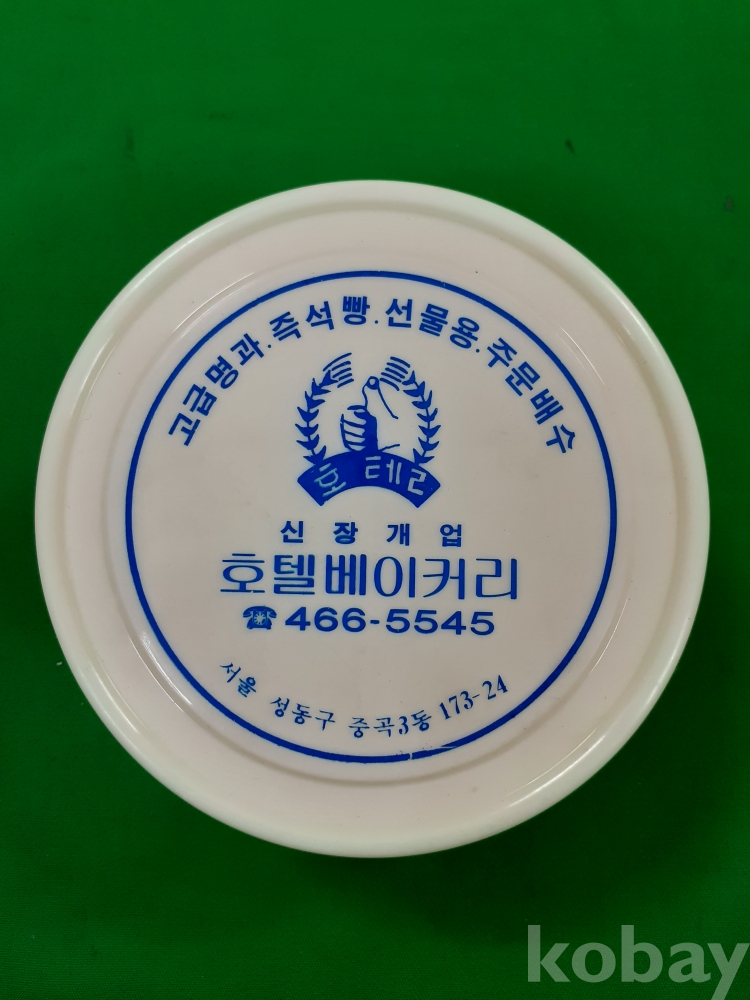 고급명과.즉석빵.선물용.주문배수
호테리
신장개업
호텔베이커리
☎ 466-5545
서울 성동구 중곡3동 173-24
kobay